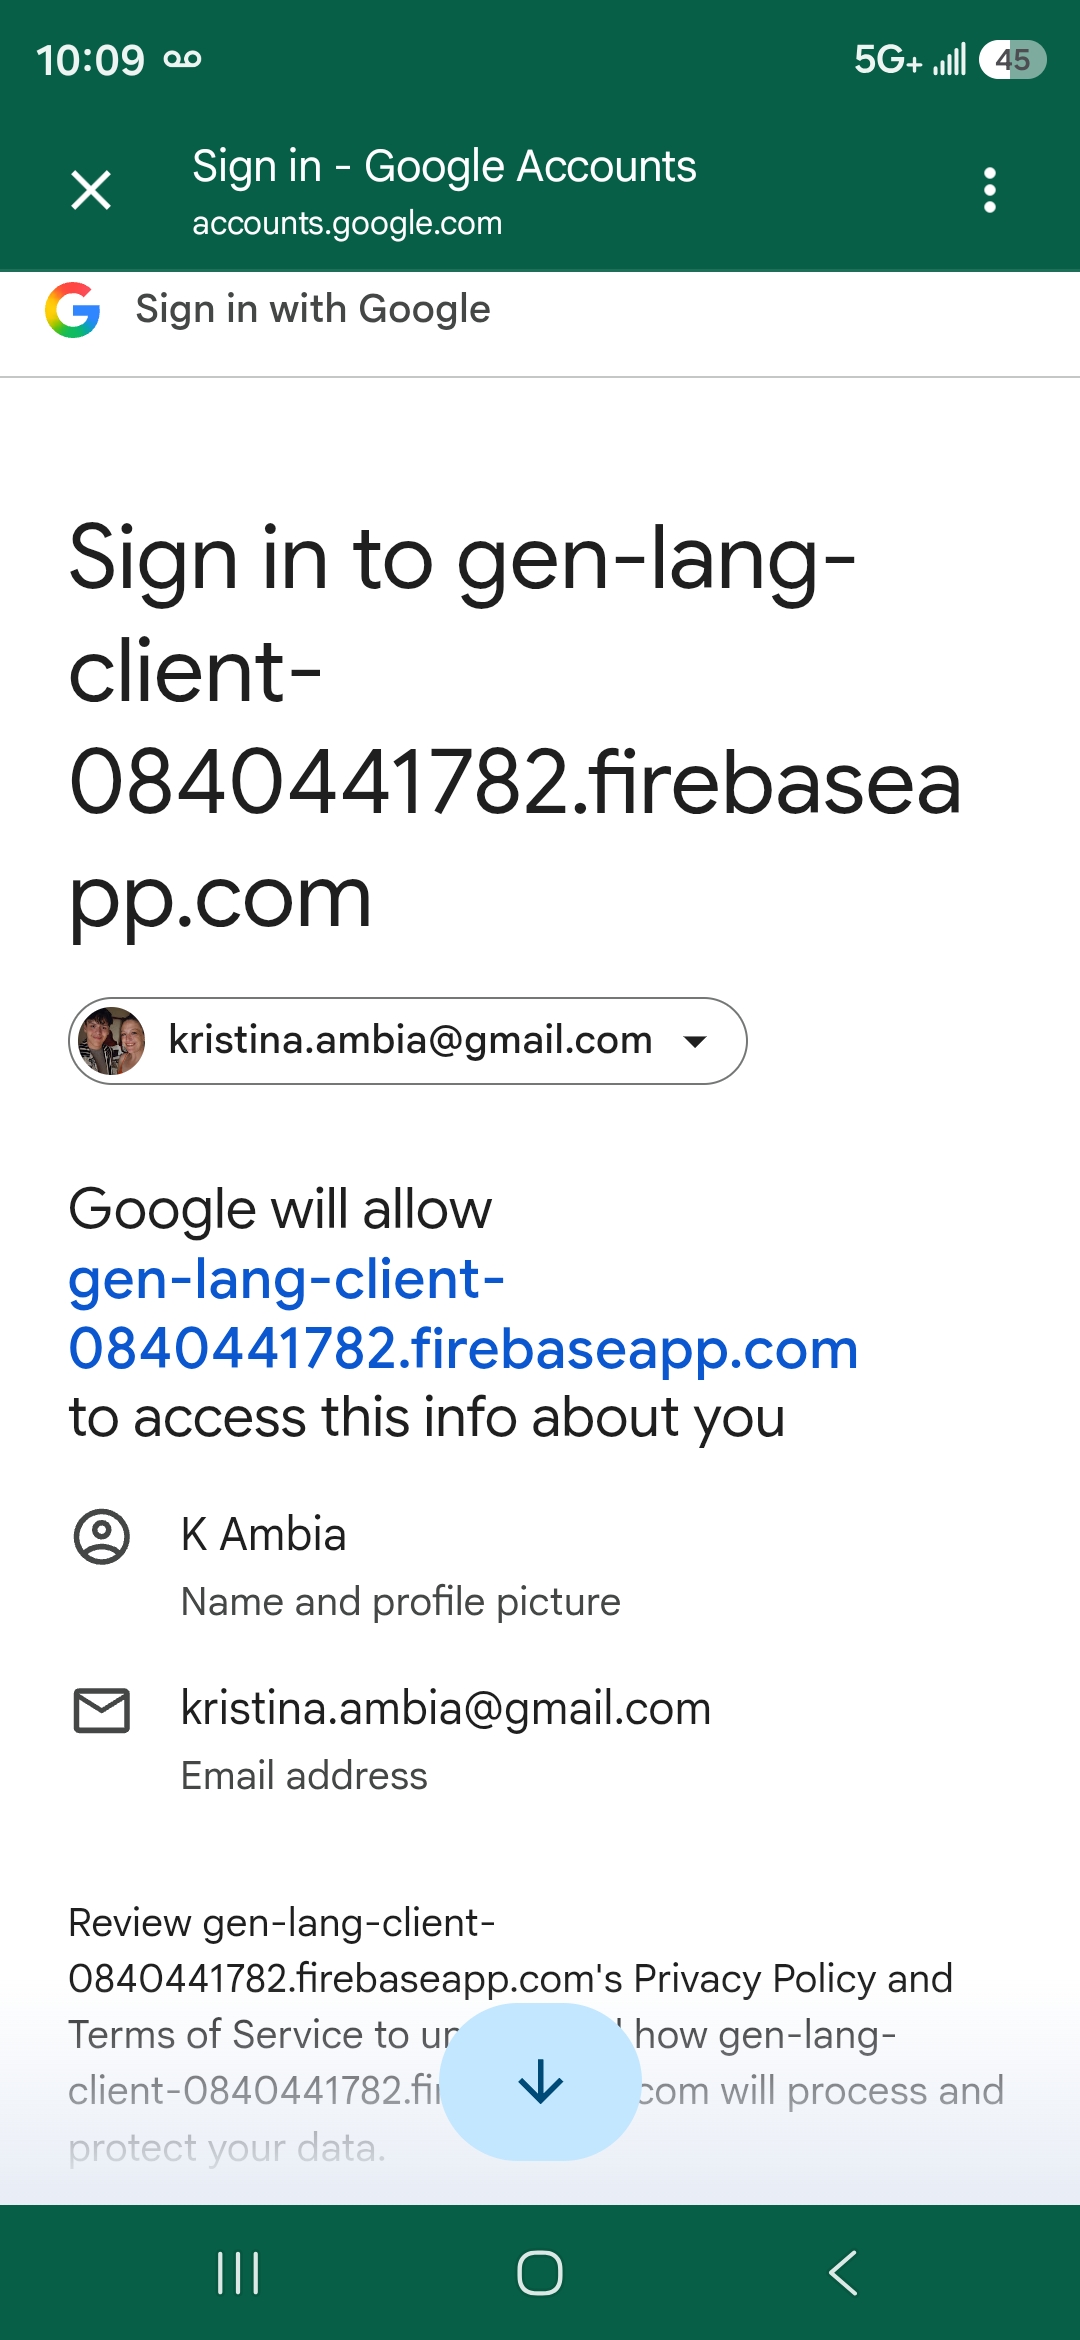 10:09
5G+
45
Sign in - Google Accounts
accounts.google.com
Sign in with Google
Sign in to gen-lang-
client-
0840441782.firebasea
pp.com
kristina.ambia@gmail.com
Google will allow
gen-lang-client-
0840441782.firebaseapp.com
to access this info about you
K Ambia
Name and profile picture
kristina.ambia@gmail.com
Email address
Review gen-lang-client-
0840441782.firebaseapp.com's Privacy Policy and
Terms of Service to how gen-lang-
client-0840441782. com will process and
protect your data.